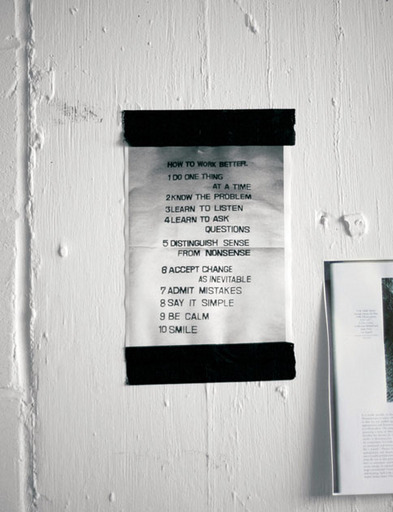 HOW TO WORK BETTER.
1 DO ONE THING
AT A TIME
2 KNOW THE PROBLEM
3 LEARN TO LISTEN
4 LEARN TO ASK
QUESTIONS
5 DISTINGUISH SENSE
FROM NONSENSE
6 ACCEPT CHANGE
AS INEVITABLE
7 ADMIT MISTAKES
8 SAY IT SIMPLE
9 BE CALM
10 SMILE